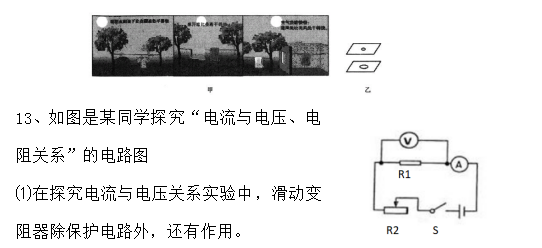 甲
乙
13、如图是某同学探究“电流与电压、电
阻关系”的电路图
⑴在探究电流与电压关系实验中，滑动变
阻器除保护电路外，还有作用。
V
R1
A
R2
S